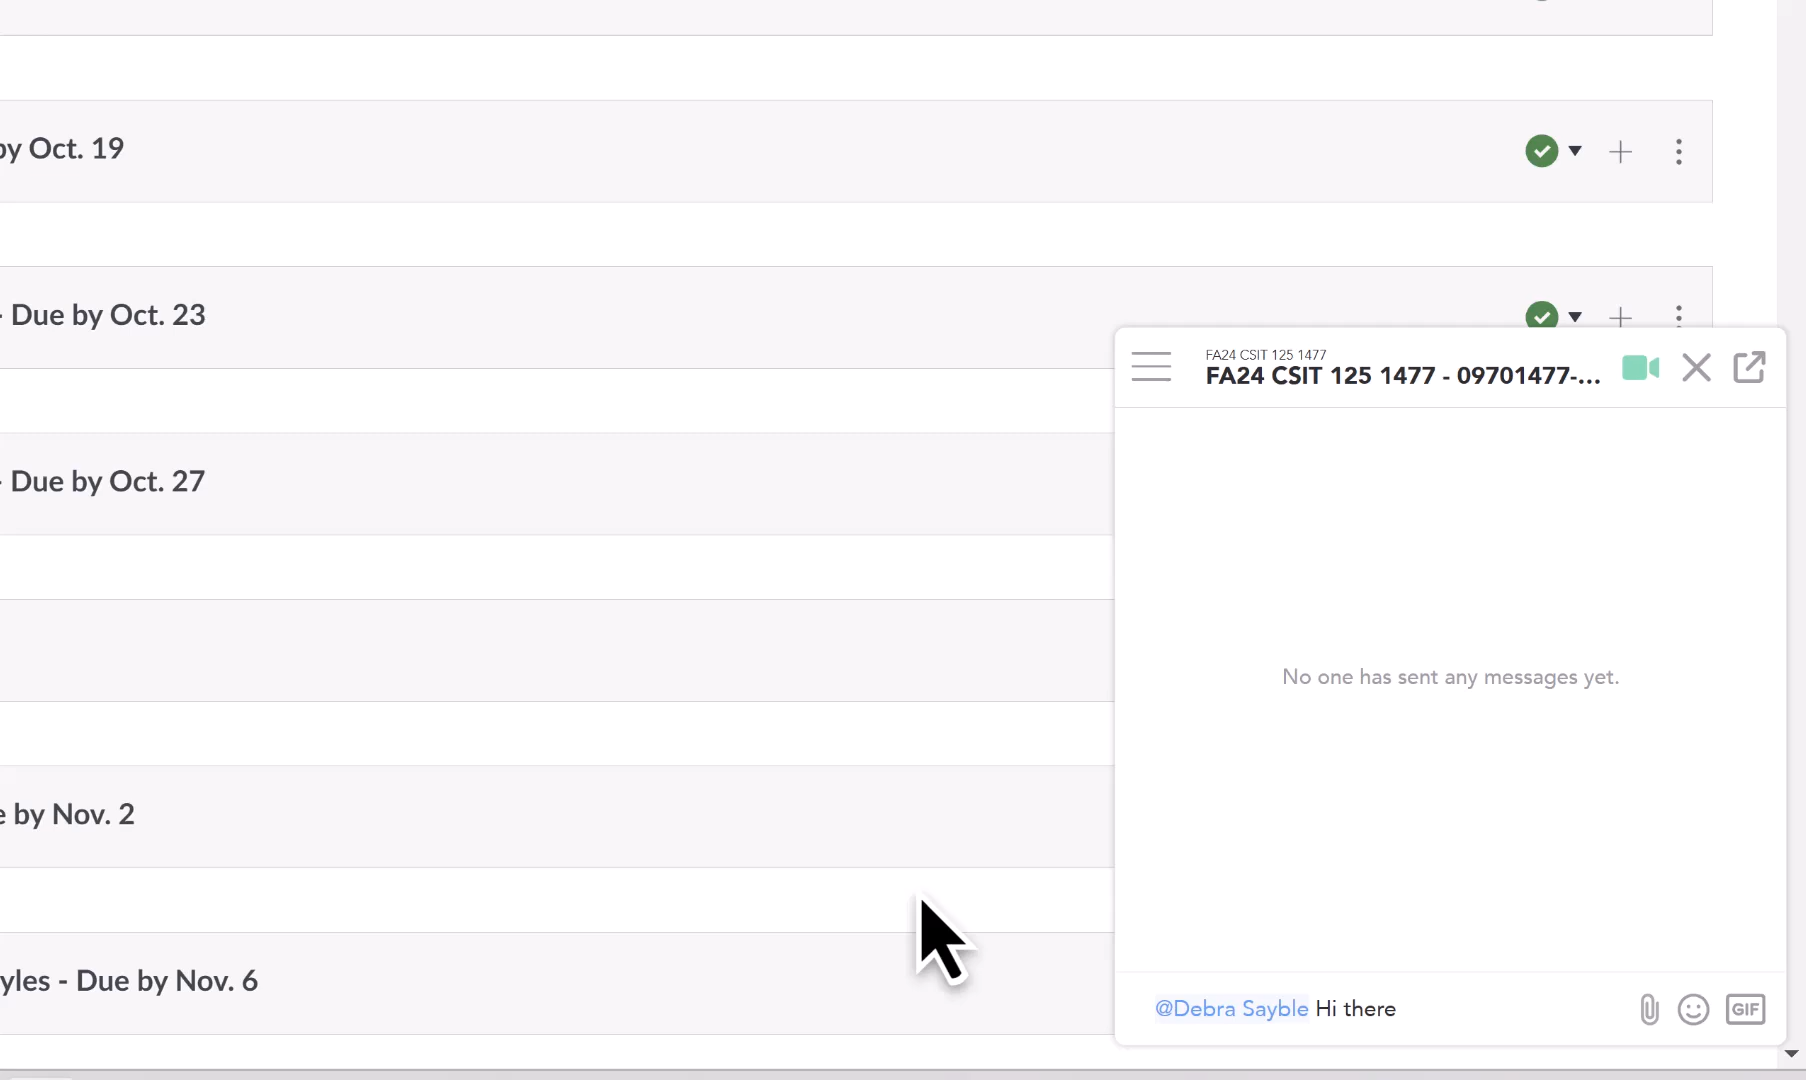 by Oct. 19
- Due by Oct. 23
- Due by Oct. 27
by Nov. 2
- Due by Nov. 6
FA24 CSIT 125 1477
FA24 CSIT 125 1477 - 09701477-...
No one has sent any messages yet.
@Debra Sayble Hi there
GIF